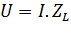 U = I.Z_L